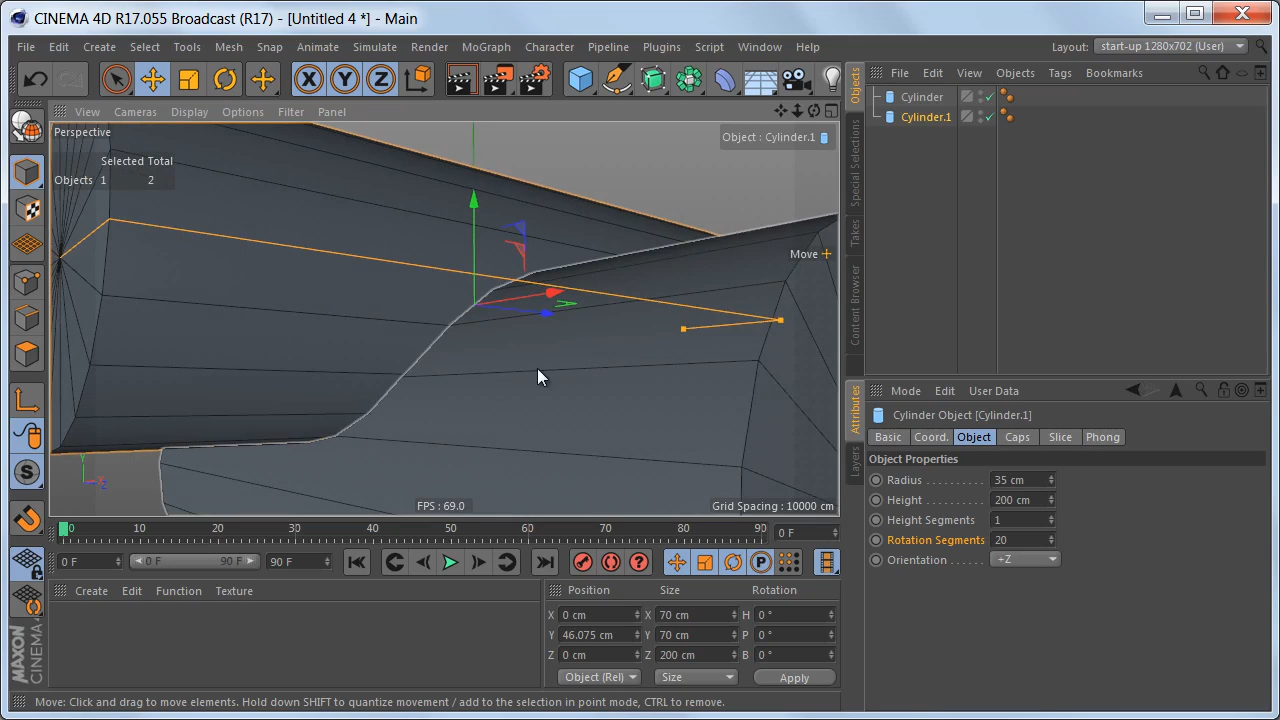 CINEMA 4D R17.055 Broadcast (R17) - [Untitled 4 *] - Main
File Edit Create Select Tools Mesh Snap Animate Simulate Render MoGraph Character Pipeline Plugins Script Window Help Layout: start-up 1280x702 (User)
X Y Z
File Edit View Objects Tags Bookmarks
View Cameras Display Options Filter Panel
Cylinder
Cylinder.1
Perspective
Object : Cylinder.1
Selected Total
Objects 1 2
Move
Objects
Special Selections
Takes
Content Browser
Attributes
Layers
Mode Edit User Data
Cylinder Object [Cylinder.1]
Basic Coord. Object Caps Slice Phong
Object Properties
Radius . . . . . . . . . . 35 cm
Height . . . . . . . . . . 200 cm
Height Segments 1
Rotation Segments 20
Orientation . . . . . . +Z
Y
X
Z
FPS : 69.0
Grid Spacing : 10000 cm
0 10 20 30 40 50 60 70 80 90 0 F
0 F 0 F 90 F 90 F
P
S
Create Edit Function Texture
Position Size Rotation
X 0 cm X 70 cm H 0 °
Y 46.075 cm Y 70 cm P 0 °
Z 0 cm Z 200 cm B 0 °
Object (Rel) Size Apply
MAXON
CINEMA 4D
Move: Click and drag to move elements. Hold down SHIFT to quantize movement / add to the selection in point mode, CTRL to remove.